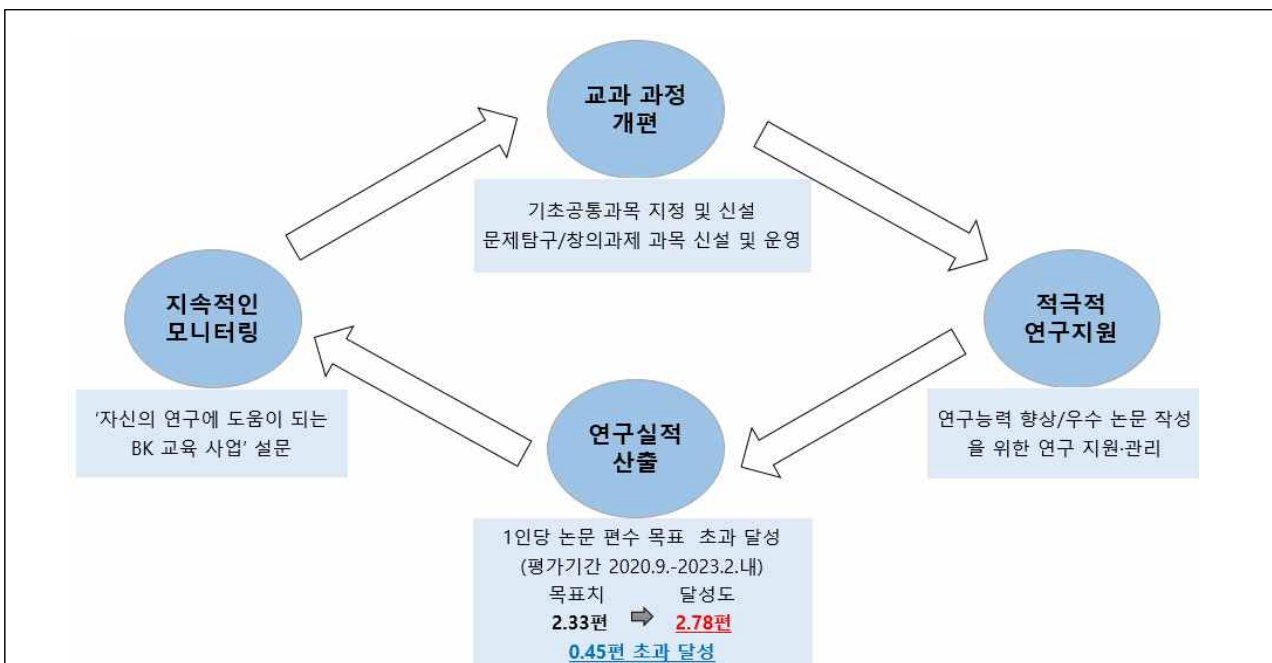 교과 과정
개편
기초공통과목 지정 및 신설
문제탐구/창의과제 과목 신설 및 운영
적극적
연구지원
연구능력 향상/우수 논문 작성
을 위한 연구 지원·관리
연구실적
산출
1인당 논문 편수 목표 초과 달성
(평가기간 2020.9.-2023.2.내)
목표치 달성도
2.33편 2.78편
0.45편 초과 달성
지속적인
모니터링
'자신의 연구에 도움이 되는
BK 교육 사업' 설문